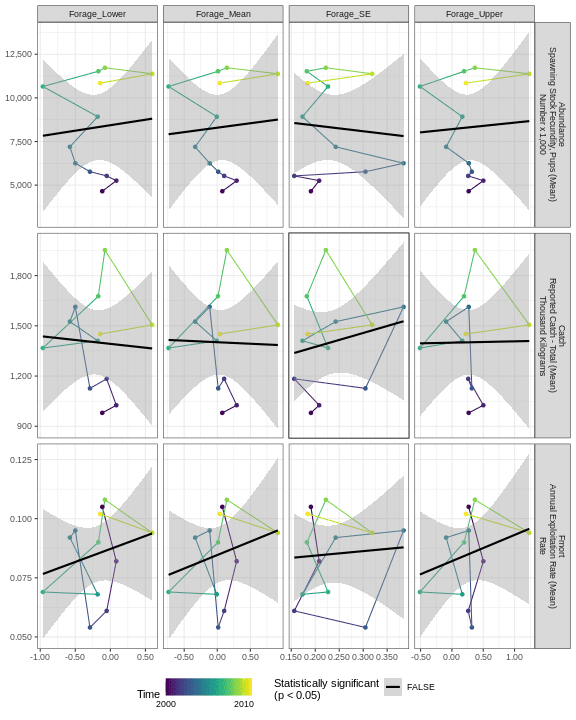 Forage_Lower Forage_Mean Forage_SE Forage_Upper
12,500
10,000
7,500
5,000
Abundance
Spawning Stock Fecundity, Pups (Mean)
Number x 1,000
1,800
1,500
1,200
900
Catch
Reported Catch - Total (Mean)
Thousand Kilograms
0.125
0.100
0.075
0.050
Fmort
Annual Exploitation Rate (Mean)
Rate
-1.00 -0.50 0.00 0.50 -0.50 0.00 0.50 0.150 0.200 0.250 0.300 0.350 -0.50 0.00 0.50 1.00
Time
2000 2010
Statistically significant
(p < 0.05)
FALSE